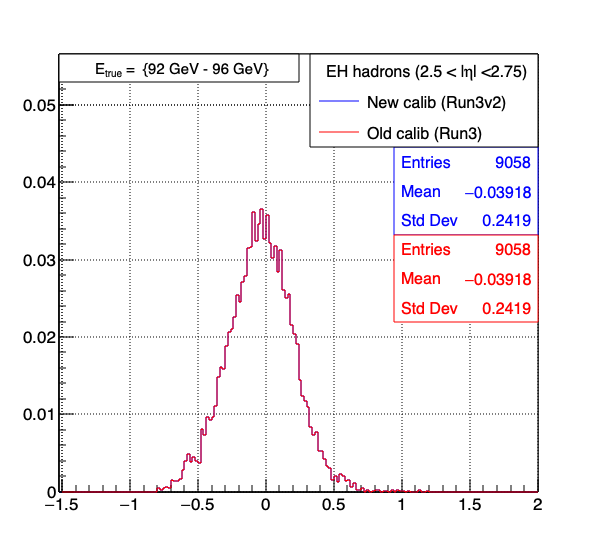 E_true = {92 GeV - 96 GeV}
EH hadrons (2.5 < |η| <2.75)
New calib (Run3v2)
Old calib (Run3)
Entries 9058
Mean −0.03918
Std Dev 0.2419
Entries 9058
Mean −0.03918
Std Dev 0.2419
0.05
0.04
0.03
0.02
0.01
0
−1.5 −1 −0.5 0 0.5 1 1.5 2